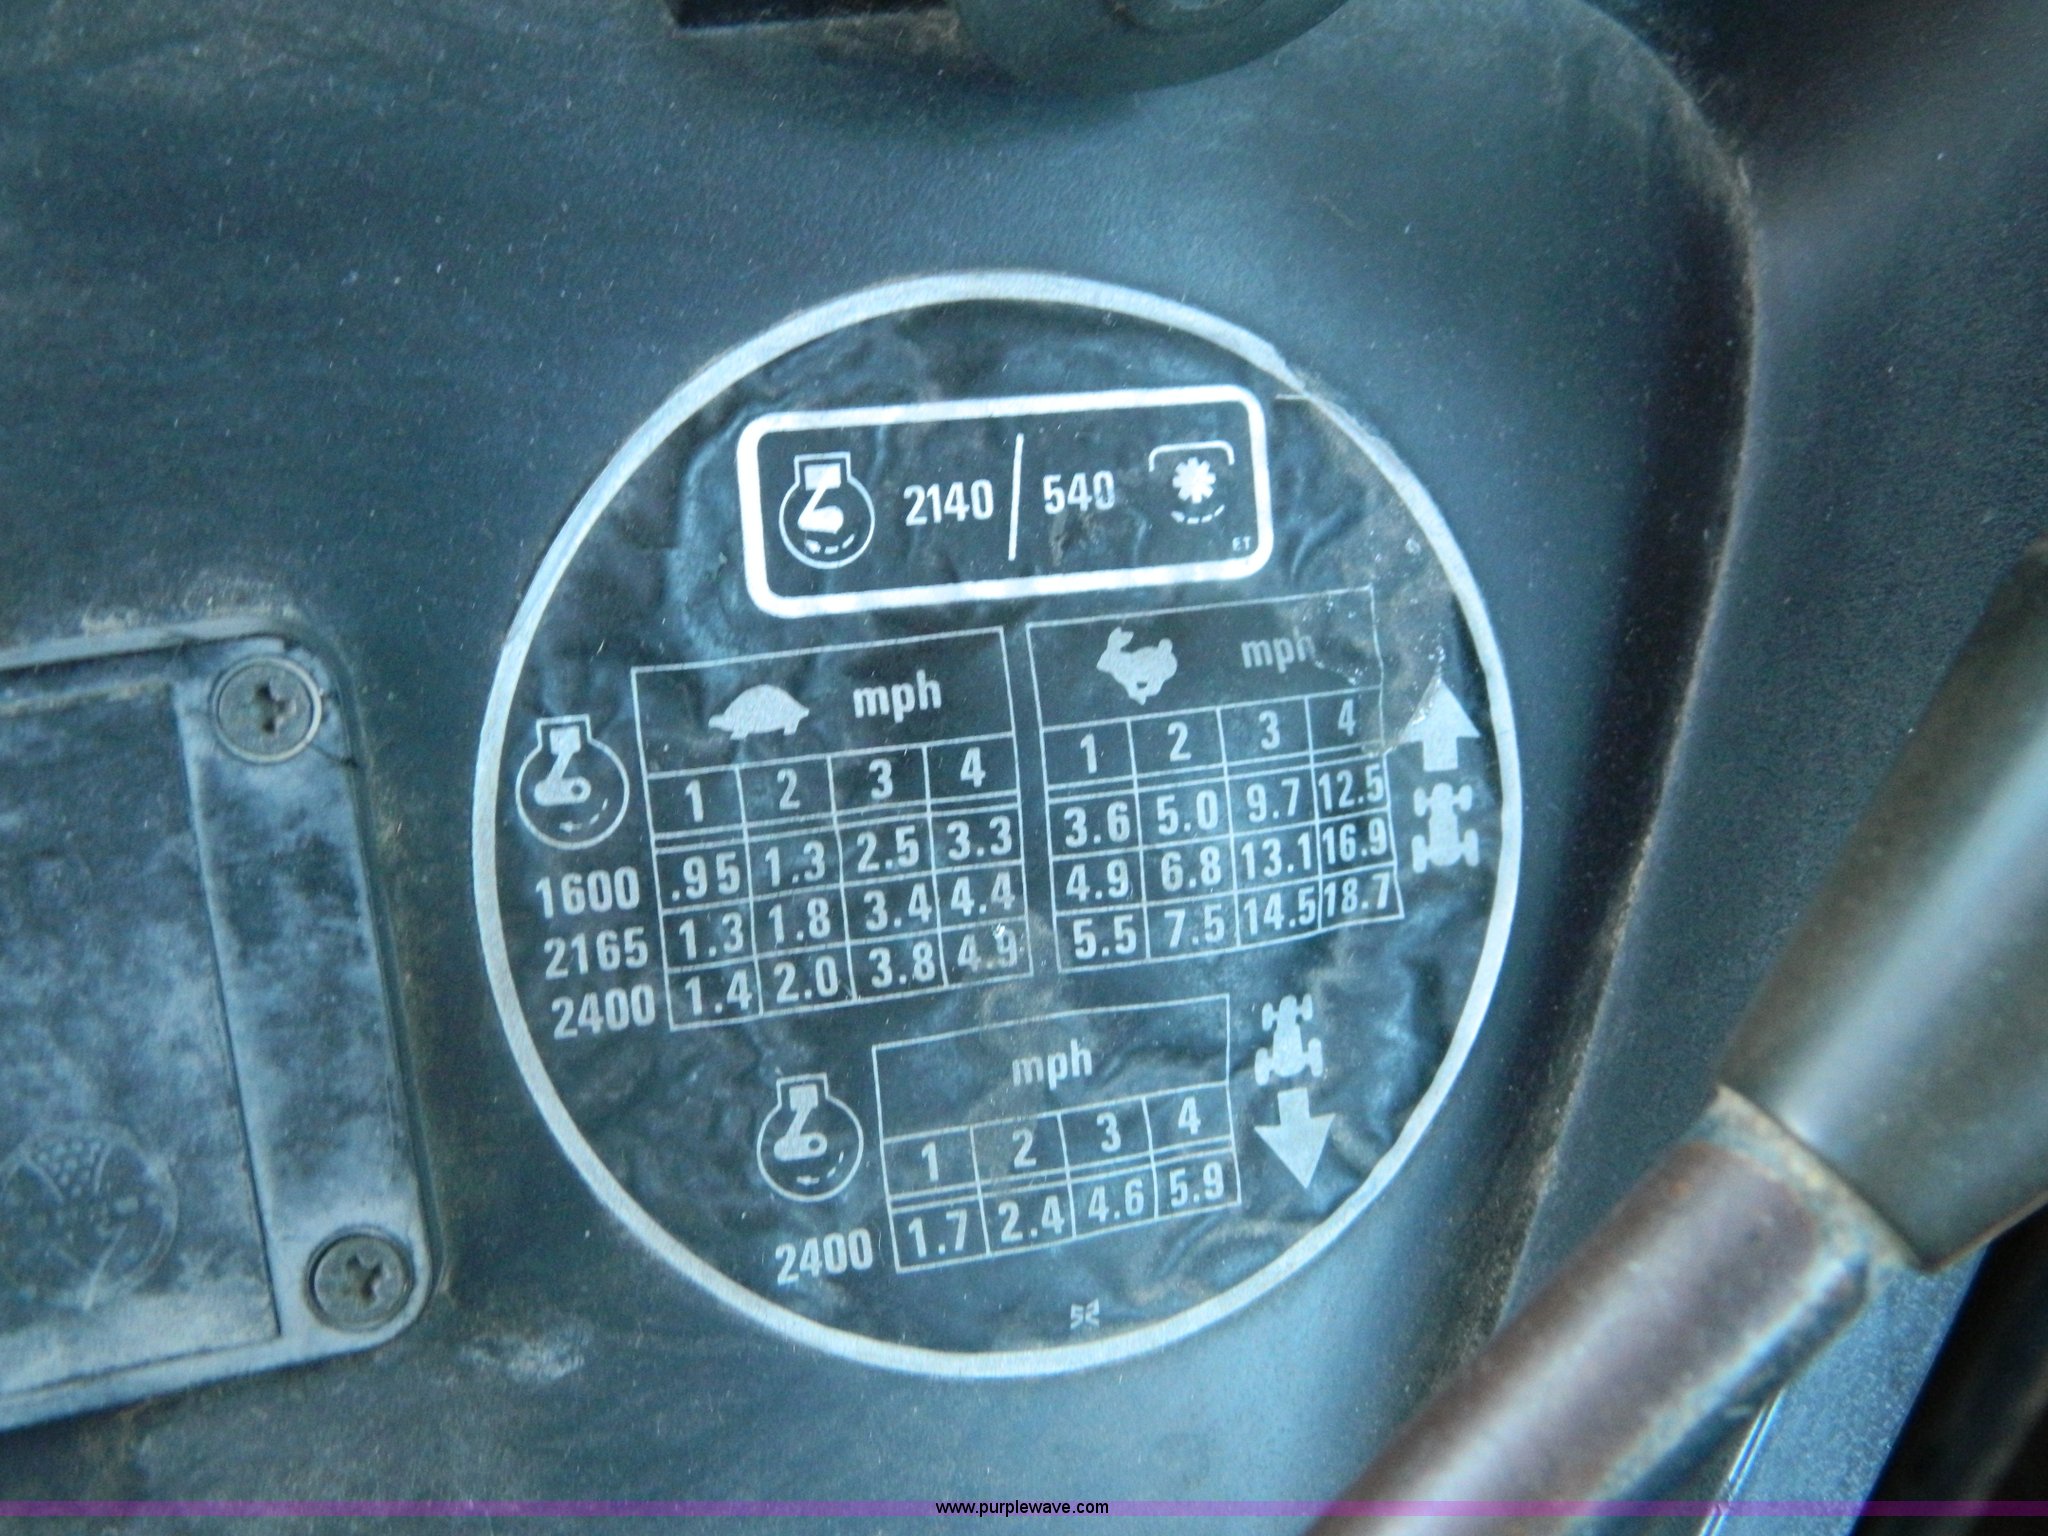 2140 / 540
ET
mph mph
1 2 3 4 1 2 3 4
1600 .95 1.3 2.5 3.3 3.6 5.0 9.7 12.5
2165 1.3 1.8 3.4 4.4 4.9 6.8 13.1 16.9
2400 1.4 2.0 3.8 4.9 5.5 7.5 14.5 18.7
mph
1 2 3 4
2400 1.7 2.4 4.6 5.9
www.purplewave.com